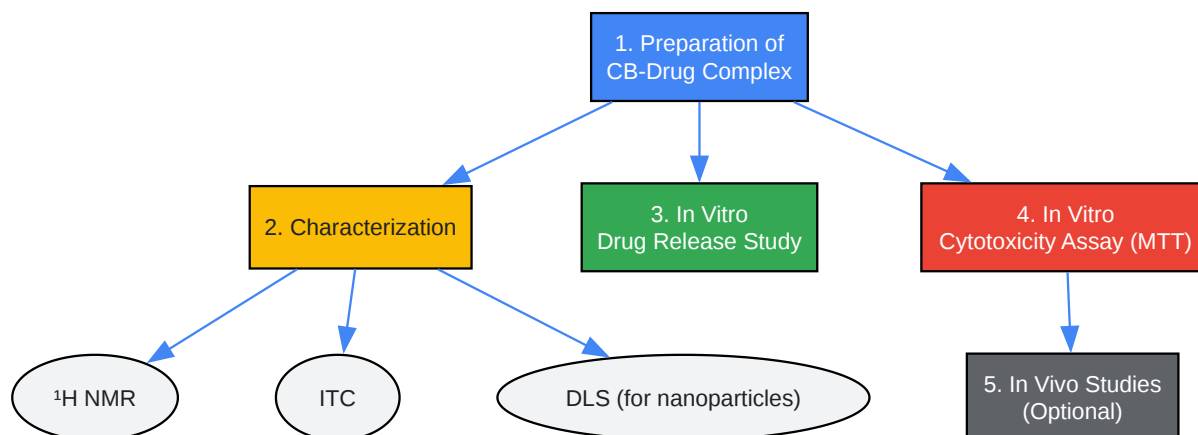 1. Preparation of
CB-Drug Complex
2. Characterization
3. In Vitro
Drug Release Study
4. In Vitro
Cytotoxicity Assay (MTT)
¹H NMR
ITC
DLS (for nanoparticles)
5. In Vivo Studies
(Optional)